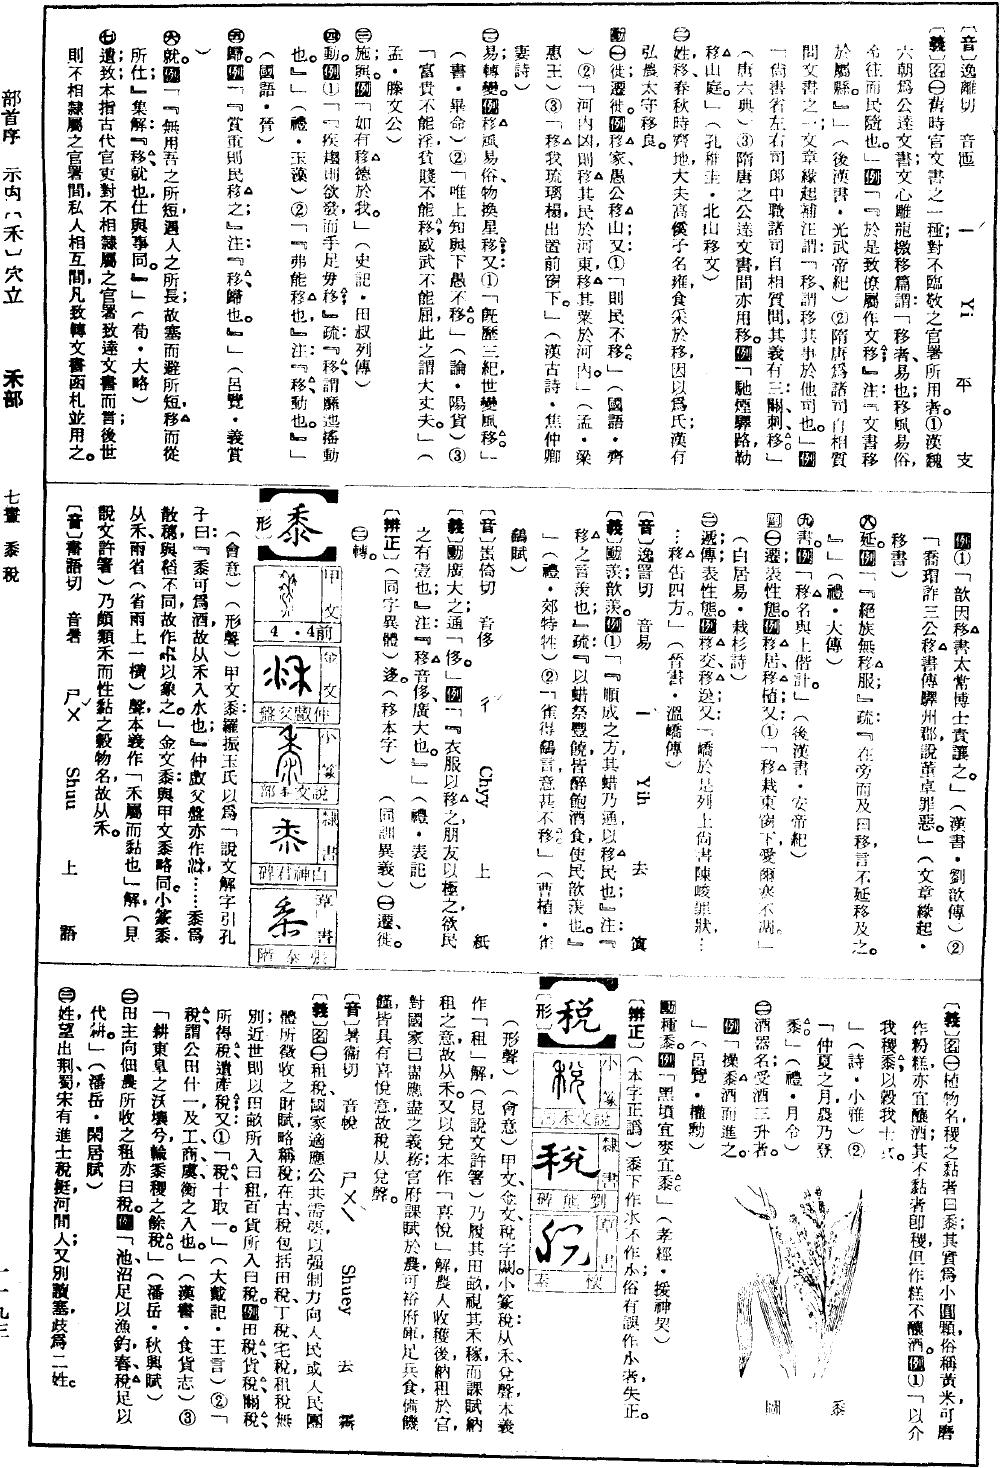 〔音〕逸離切　音匜　ㄧˊ　Yi　平　支
〔義〕㊔㊀舊時官文書之一種；對不臨敬之官署所用者。①漢魏
六朝爲公達文書；文心雕龍檄移篇謂：「移者易也；移風易俗，
令往而民隨也。」例「『於是致僚屬，作文移』注：『文書移
於屬縣。』」（後漢書・光武帝紀）②隋唐爲諸司自相質
問文書之一；文章緣起補注謂：「移，謂移其事於他司也。」例
「尚書省左右司郎中職諸司自相質問，其義有三：關、刺、移。」
（唐六典）③隋唐之公達文書間亦用移。例「馳煙驛路，勒
移山庭。」（孔稚圭・北山移文）
㊁姓；移，春秋時齊地，大夫高傒子名雍，食采於移，因以爲氏；漢有
弘農太守移良。
動㊀徙；遷徙。例移家、愚公移山；又：①「則民不移。」（國語・齊
）②「河內凶，則移其民於河東，移其粟於河內。」（孟・梁
惠王）③「移我琉璃榻，出置前窗下。」（漢古詩・焦仲卿
妻詩）
㊁易；轉變。例移風易俗、物換星移；又：①「旣歷三紀，世變風移。」
（書・畢命）②「唯上知與下愚不移。」（論・陽貨）③
「富貴不能淫，貧賤不能移，威武不能屈，此之謂大丈夫。」（
孟・滕文公）
㊂施與。例「如有移德於我。」（史記・田叔列傳）
㊃動。例①「『疾趨則欲發而手足毋移』疏：『移，謂靡迆搖動
也。』」（禮・玉藻）②「『弗能移也』注：『移，動也。』」
（國語・晉）
㊄歸。例「『賞重則民移之』注：『移，歸也。』」（呂覽・義賞
）
㊅就。例「『無用吾之所短遇人之所長，故塞而避所短，移而從
所仕』集解：『移，就也，仕與事同。』」（荀・大略）
㊆遺；致；本指古代官吏對不相隸屬之官署致達文書而言；後世
則不相隸屬之官署間，私人相互間，凡致轉文書函札並用之。
例①「歆因移書太常博士，責讓之。」（漢書・劉歆傳）②
「喬瑁詐三公移書傳驛州郡，說董卓罪惡。」（文章緣起・
移書）
㊇延。例「『絕族無移服』疏：『在旁而及曰移，言不延移及之。
』」（禮・大傳）
㊈書。例「移名與上偕計。」（後漢書・安帝紀）
副㊀遷；表性態。例移居、移植；又：①「移栽東窗下，愛爾寒不凋。」
（白居易・栽杉詩）
㊁遞；傳；表性態。例移交、移送；又：「嶠於是列上尚書，陳峻罪狀，…
…移告四方。」（晉書・溫嶠傳）
〔音〕逸詈切　音易　ㄧˋ　Yih　去　寘
〔義〕動羨；歆羨。例①「『順成之方，其蜡乃通，以移民也』注：『
移之言羨也。』疏：『以蜡祭豐饒，皆醉飽酒食，使民歆羨也。』
」（禮・郊特牲）②「雀得鷂言，意甚不移。」（曹植・雀
鷂賦）
〔音〕蚩倚切　音侈　ㄔˇ　Chyy　上　紙
〔義〕動廣大之；通「侈」。例「『衣服以移之，朋友以極之，欲民
之有壹也』注：『移，音侈，廣大也。』」（禮・表記）
〔辨正〕（同字異體）迻。（移本字）　（同訓異義）㊀遷、徙。
㊁轉。
黍
〔形〕
甲文　前4・4
金文　仲𣪘父盤
小篆　說文黍部
隸書　白神君碑
草書　張泰階
（會意）（形聲）甲文黍，羅振玉氏以爲「說文解字引孔
子曰：『黍可爲酒，故从禾入水也』仲𣪘父盤亦作……黍爲
散穗，與稻不同，故作以象之。」金文黍與甲文黍略同。小篆黍，
从禾，雨省（省雨上一橫）聲；本義作「禾屬而黏也」解，（見
說文許箸）乃頗類禾而性黏之穀物名，故从禾。
〔音〕書語切　音暑　ㄕㄨˇ　Shuu　上　語
〔義〕㊔㊀植物名；稷之黏者曰黍，其實爲小圓顆，俗稱黃米，可磨
作粉糕，亦宜釀酒；其不黏者卽稷，但作糕，不釀酒。例①「以介
我稷黍，以穀我士女。
」（詩・小雅）②
「仲夏之月，農乃登
黍。」（禮・月令）
㊁酒器名；受酒三升者。
例「操黍酒而進之。
」（呂覽・權勳）
黍圖
動種黍。例「黑墳宜麥宜黍。」（孝經・援神契）
〔辨正〕（本字正譌）黍下作氺不作水，俗有誤作小者，失正。
稅
〔形〕
小篆　說文禾部
隸書　劉熊碑
草書　懷素
（形聲）（會意）甲文、金文稅字闕。小篆稅：从禾，兌聲；本義
作「租」解，（見說文許箸）乃履其田畝，視其禾稼而課賦納
租之意，故从禾。又以兌本作「喜悅」解，農人收穫後納租於官，
對國家已盡應盡之義務，官府課賦於農，可裕府庫，足兵食，備饑
饉，皆具有喜悅意，故稅从兌聲。
〔音〕暑衞切　音帨　ㄕㄨㄟˋ　Shuey　去　霽
〔義〕㊔㊀租稅；國家適應公共需要，以强制方向人民或人民團
體所徵收之財賦略稱稅；在古，稅包括田稅、丁稅、宅稅，租、稅無
別；近世則以田畝所入曰租，百貨所入曰稅。例田稅、貨稅、關稅、
所得稅、遺產稅；又：①「稅十取一。」（大戴記・王言）②「
稅謂公田什一，及工商虞衡之入也。」（漢書・食貨志）③
「耕東皐之沃壤兮，輸黍稷之餘稅。」（潘岳・秋興賦）
㊁田主向佃農所收之租亦曰稅。例「池沼足以漁釣，春稅足以
代耕。」（潘岳・閑居賦）
㊂姓；望出荆蜀，宋有進士稅挺，河間人；又別讀塞歧爲二姓。
部首序　示禸（禾）穴立　禾部　七畫　黍稅　一一九三